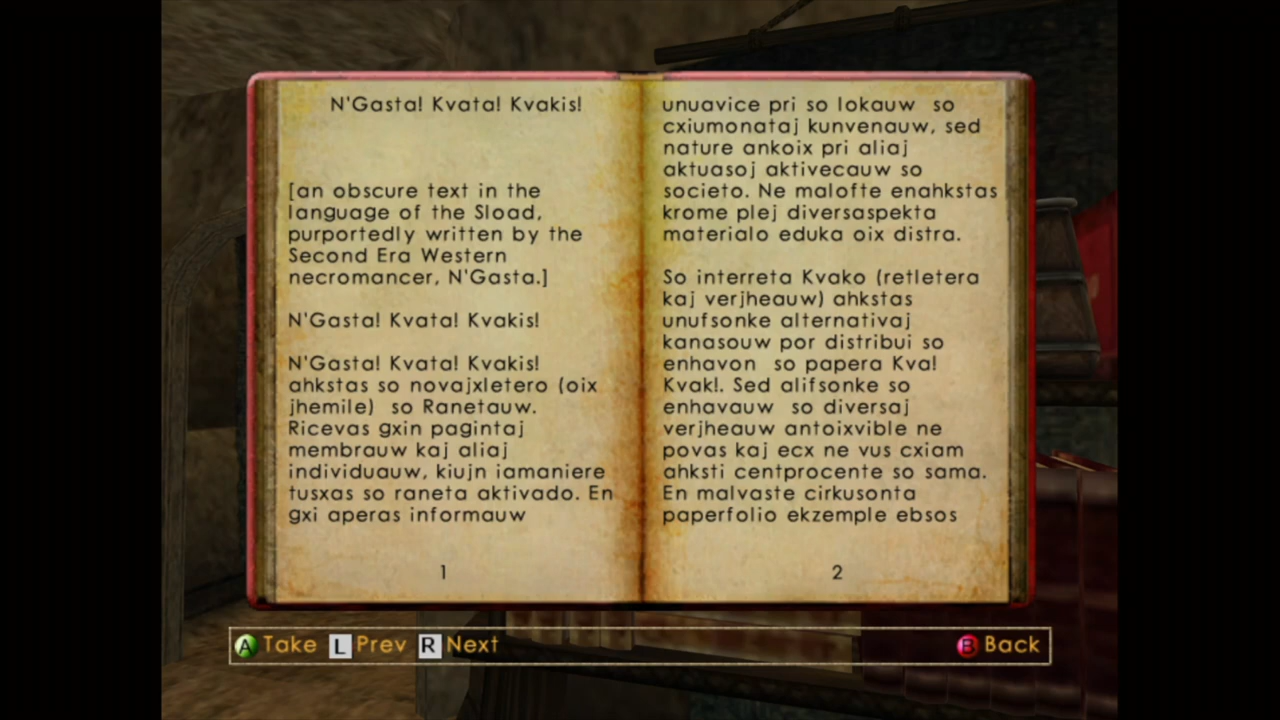 N'Gasta! Kvata! Kvakis!
[an obscure text in the
language of the Sload,
purportedly written by the
Second Era Western
necromancer, N'Gasta.]
N'Gasta! Kvata! Kvakis!
N'Gasta! Kvata! Kvakis!
ahkstas so novajxletero (oix
jhemile) so Ranetauw.
Ricevas gxin pagintaj
membrauw kaj aliaj
individuauw, kiujn iamaniere
tusxas so raneta aktivado. En
gxi aperas informauw
1
unuavice pri so lokauw so
cxiumonataj kunvenauw, sed
nature ankoix pri aliaj
aktuasoj aktivecauw so
societo. Ne malofte enahkstas
krome plej diversaspekta
materialo eduka oix distra.
So interreta Kvako (retletera
kaj verjheauw) ahkstas
unufsonke alternativaj
kanasouw por distribui so
enhavon so papera Kva!
Kvak!. Sed alifsonke so
enhavauw so diversaj
verjheauw antoixvible ne
povas kaj ecx ne vus cxiam
ahksti centprocente so sama.
En malvaste cirkusonta
paperfolio ekzemple ebsos
2
A Take L Prev R Next B Back